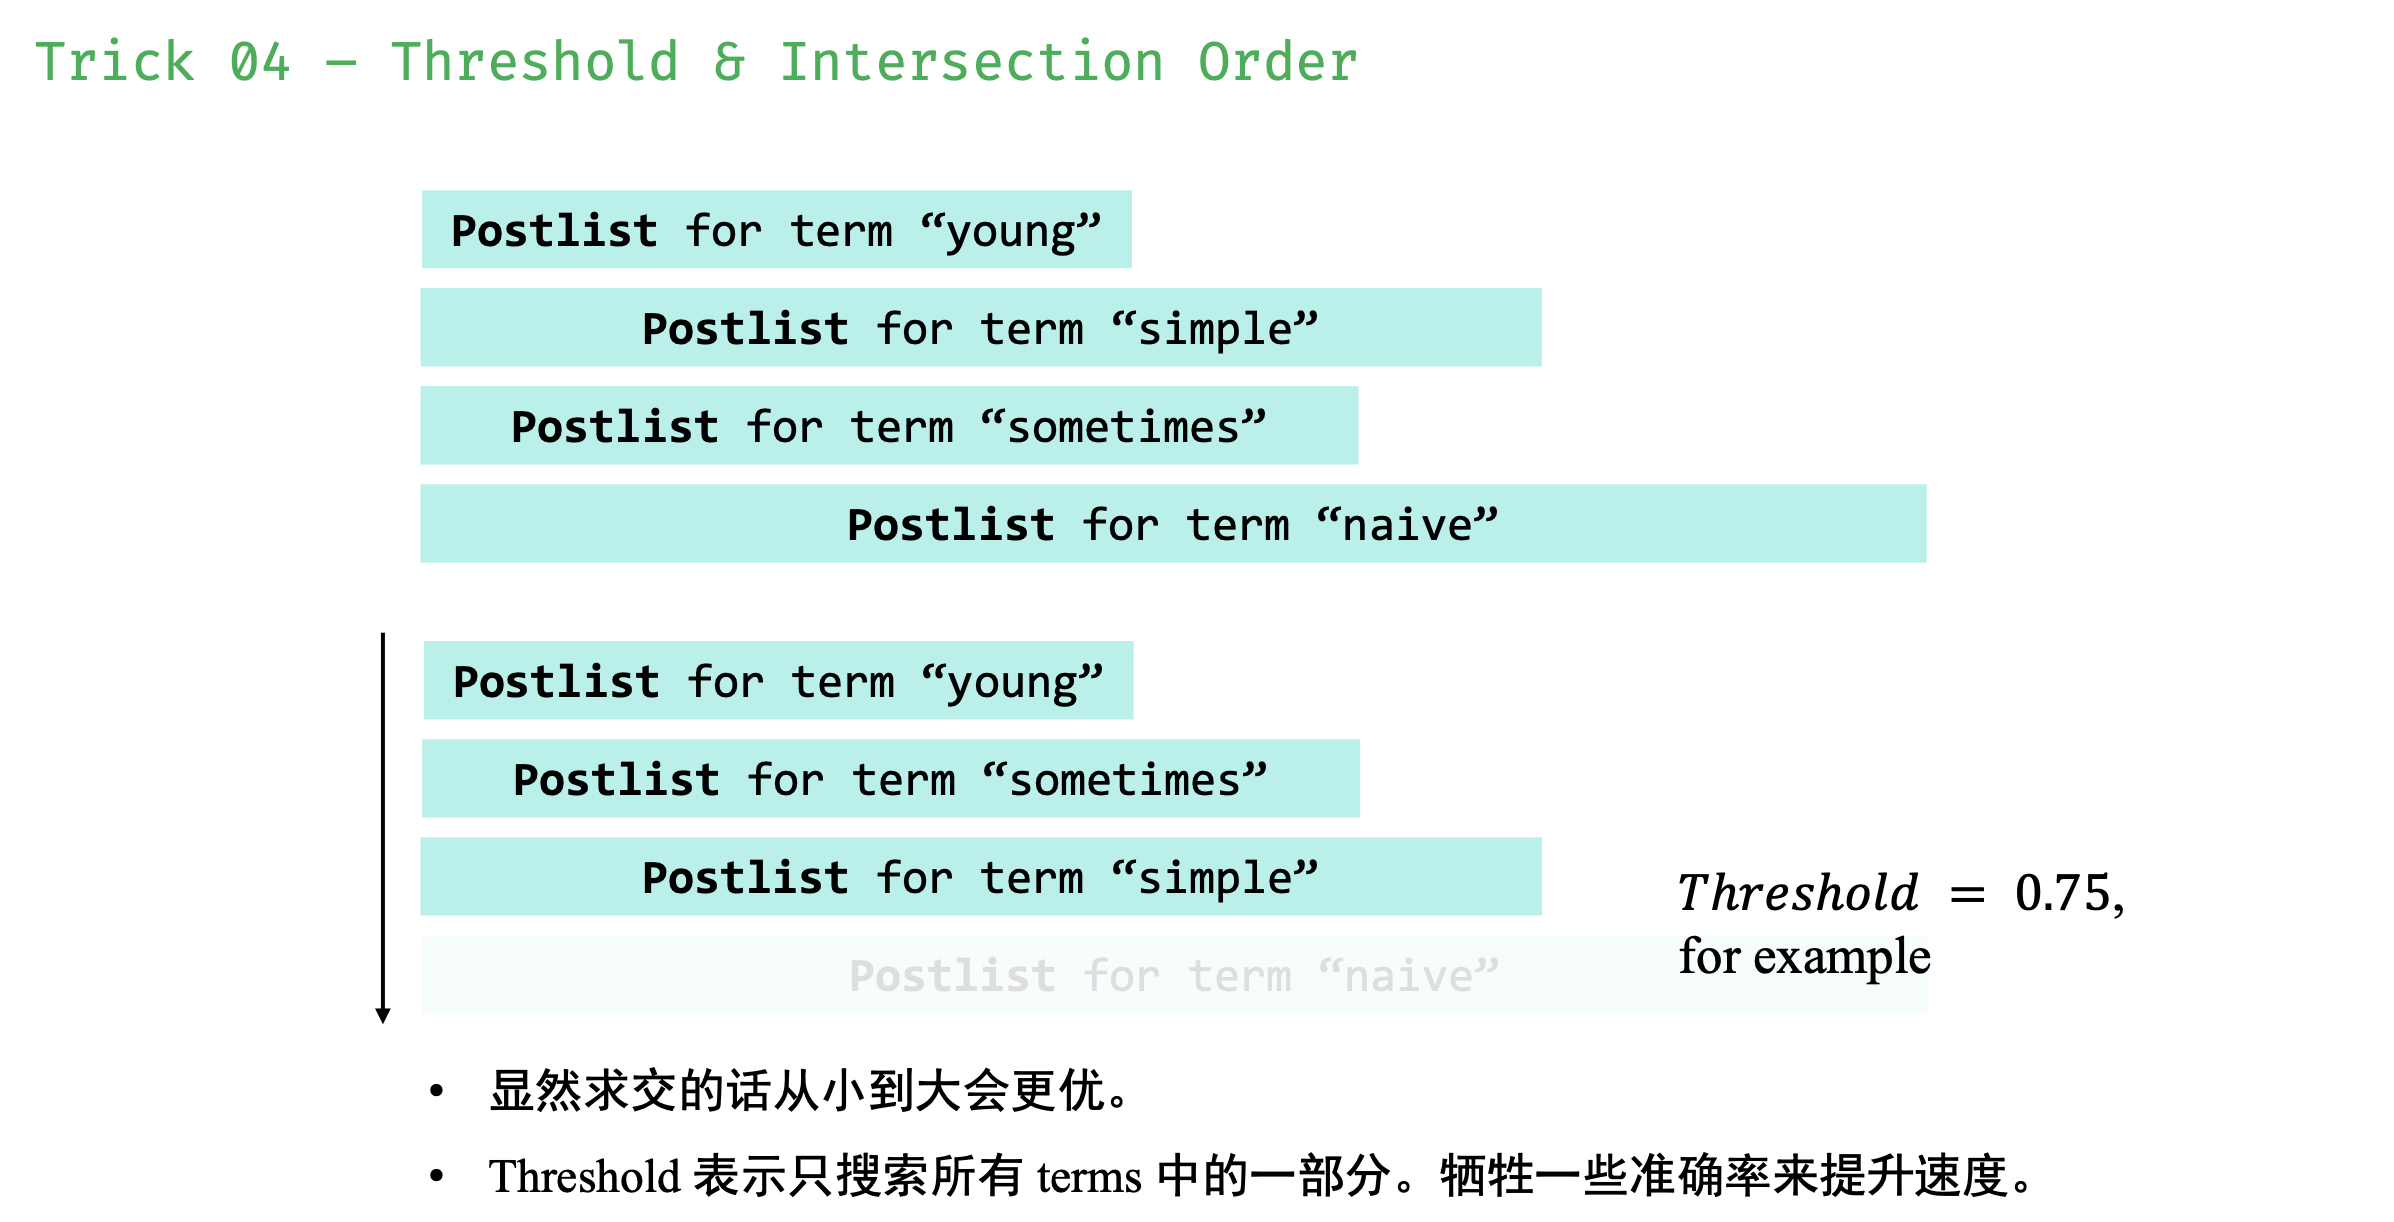 Trick 04 – Threshold & Intersection Order
Postlist for term “young”
Postlist for term “simple”
Postlist for term “sometimes”
Postlist for term “naive”
Postlist for term “young”
Postlist for term “sometimes”
Postlist for term “simple”
Postlist for term “naive”
Threshold = 0.75,
for example
• 显然求交的话从小到大会更优。
• Threshold 表示只搜索所有 terms 中的一部分。牺牲一些准确率来提升速度。